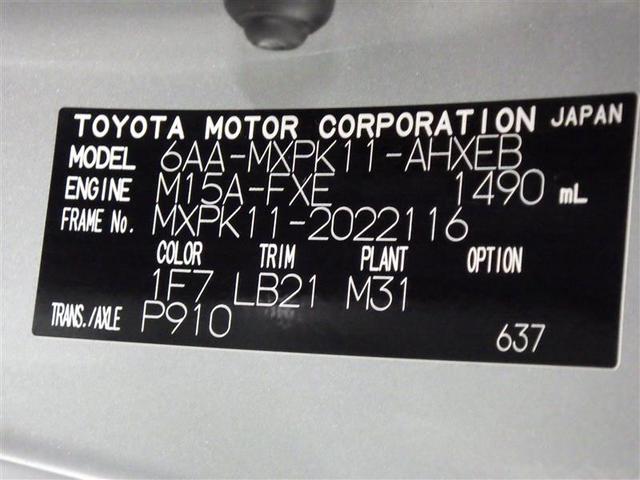 TOYOTA MOTOR CORPORATION JAPAN
MODEL 6AA-MXPK11-AHXEB
ENGINE M15A-FXE 1490 mL
FRAME No. MXPK11-2022116
COLOR TRIM PLANT OPTION
1F7 LB21 M31
TRANS./AXLE P910
637